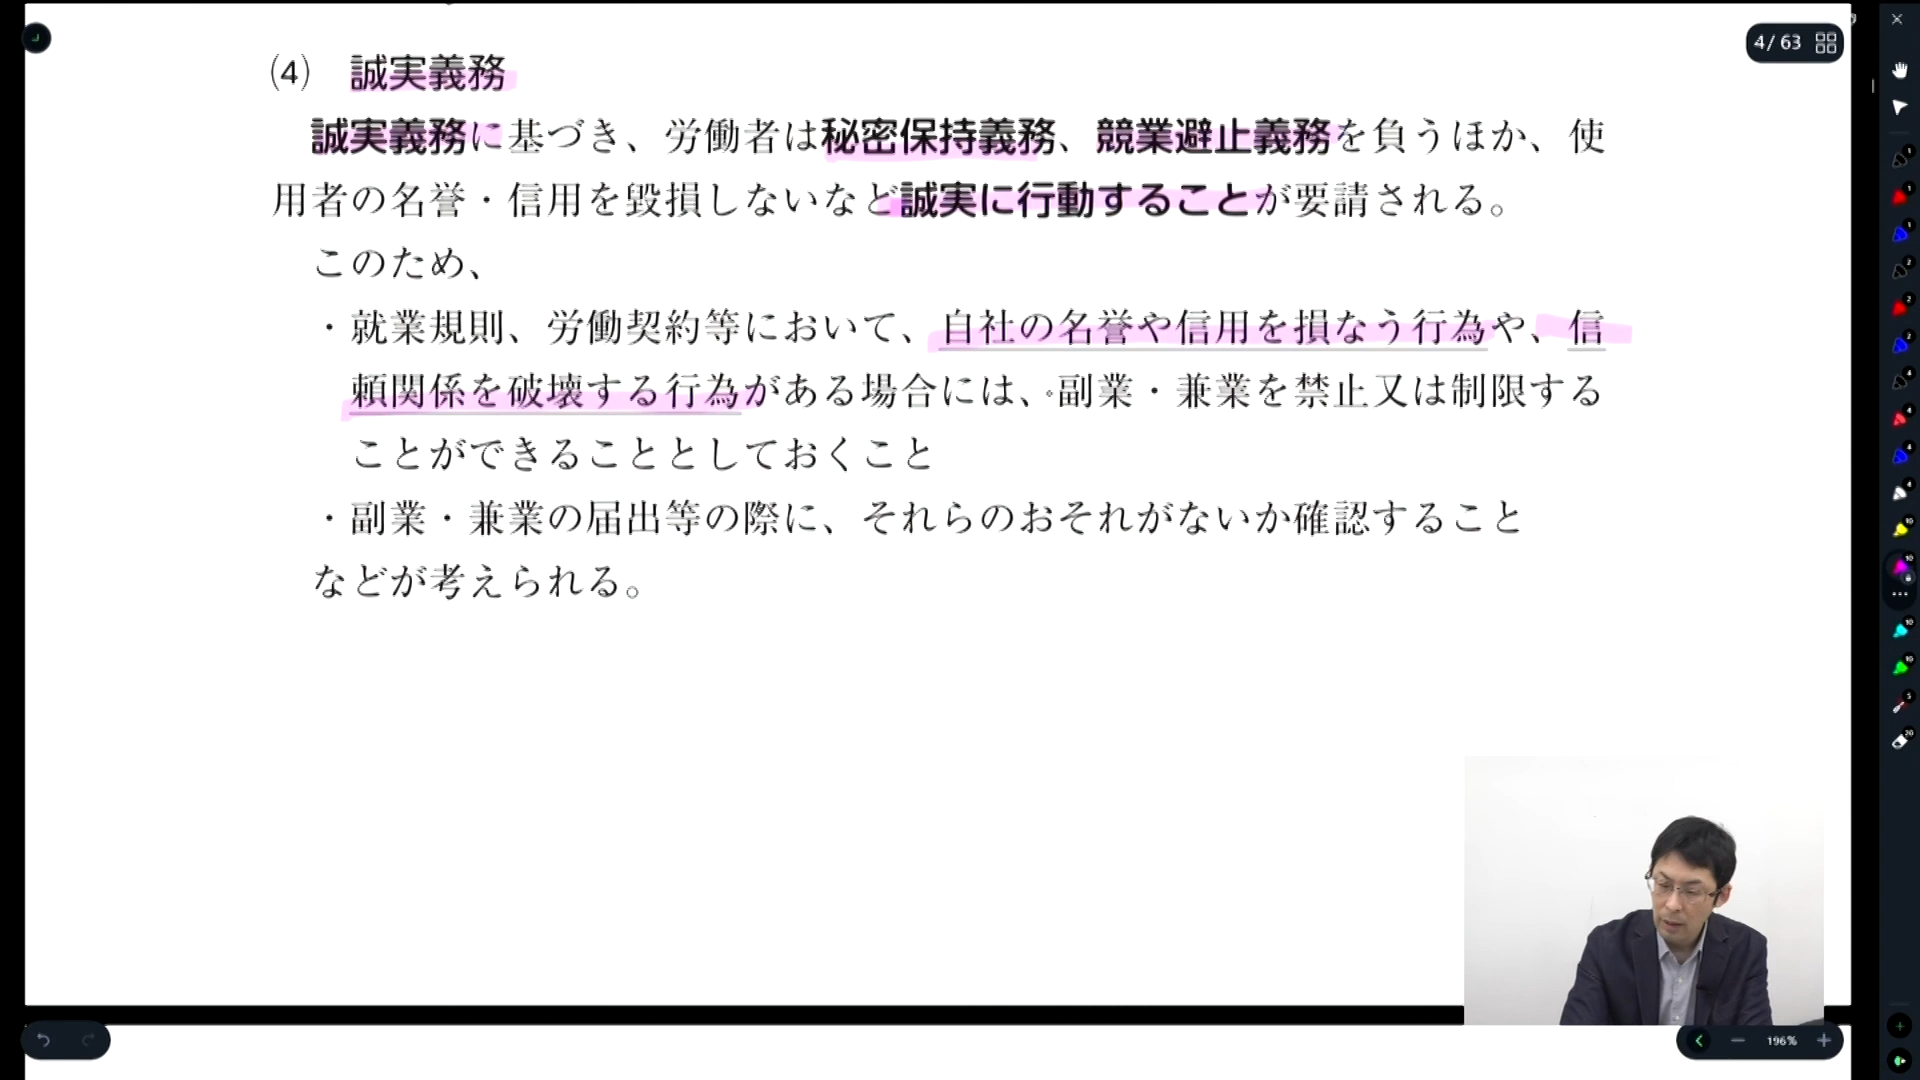 4/63
(4) 誠実義務
誠実義務に基づき、労働者は秘密保持義務、競業避止義務を負うほか、使
用者の名誉・信用を毀損しないなど誠実に行動することが要請される。
このため、
・就業規則、労働契約等において、自社の名誉や信用を損なう行為や、信
頼関係を破壊する行為がある場合には、副業・兼業を禁止又は制限する
ことができることとしておくこと
・副業・兼業の届出等の際に、それらのおそれがないか確認すること
などが考えられる。
196%